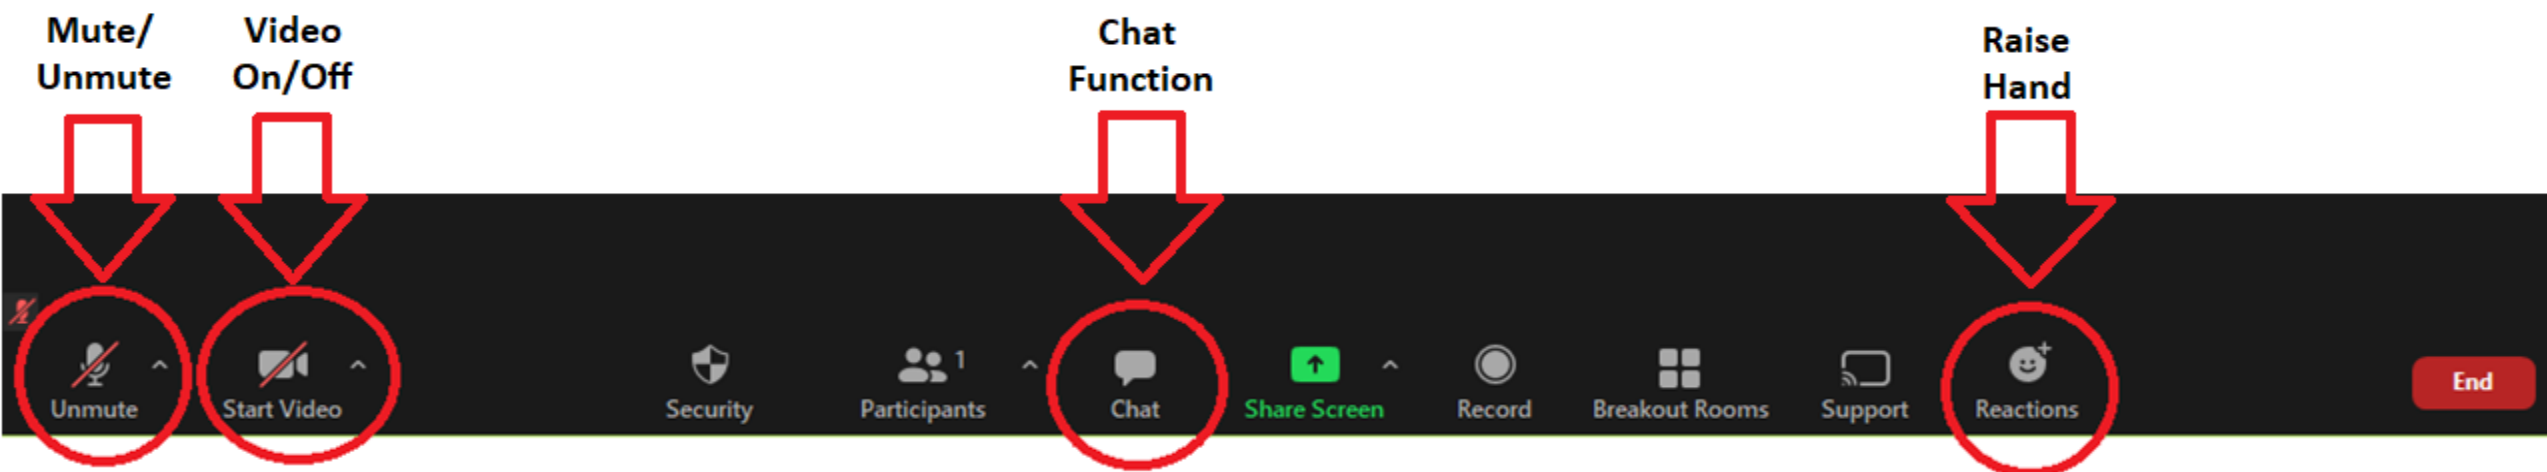 Mute/
Unmute
Video
On/Off
Chat
Function
Raise
Hand
1
Unmute
Start Video
Security
Participants
Chat
Share Screen
Record
Breakout Rooms
Support
Reactions
End